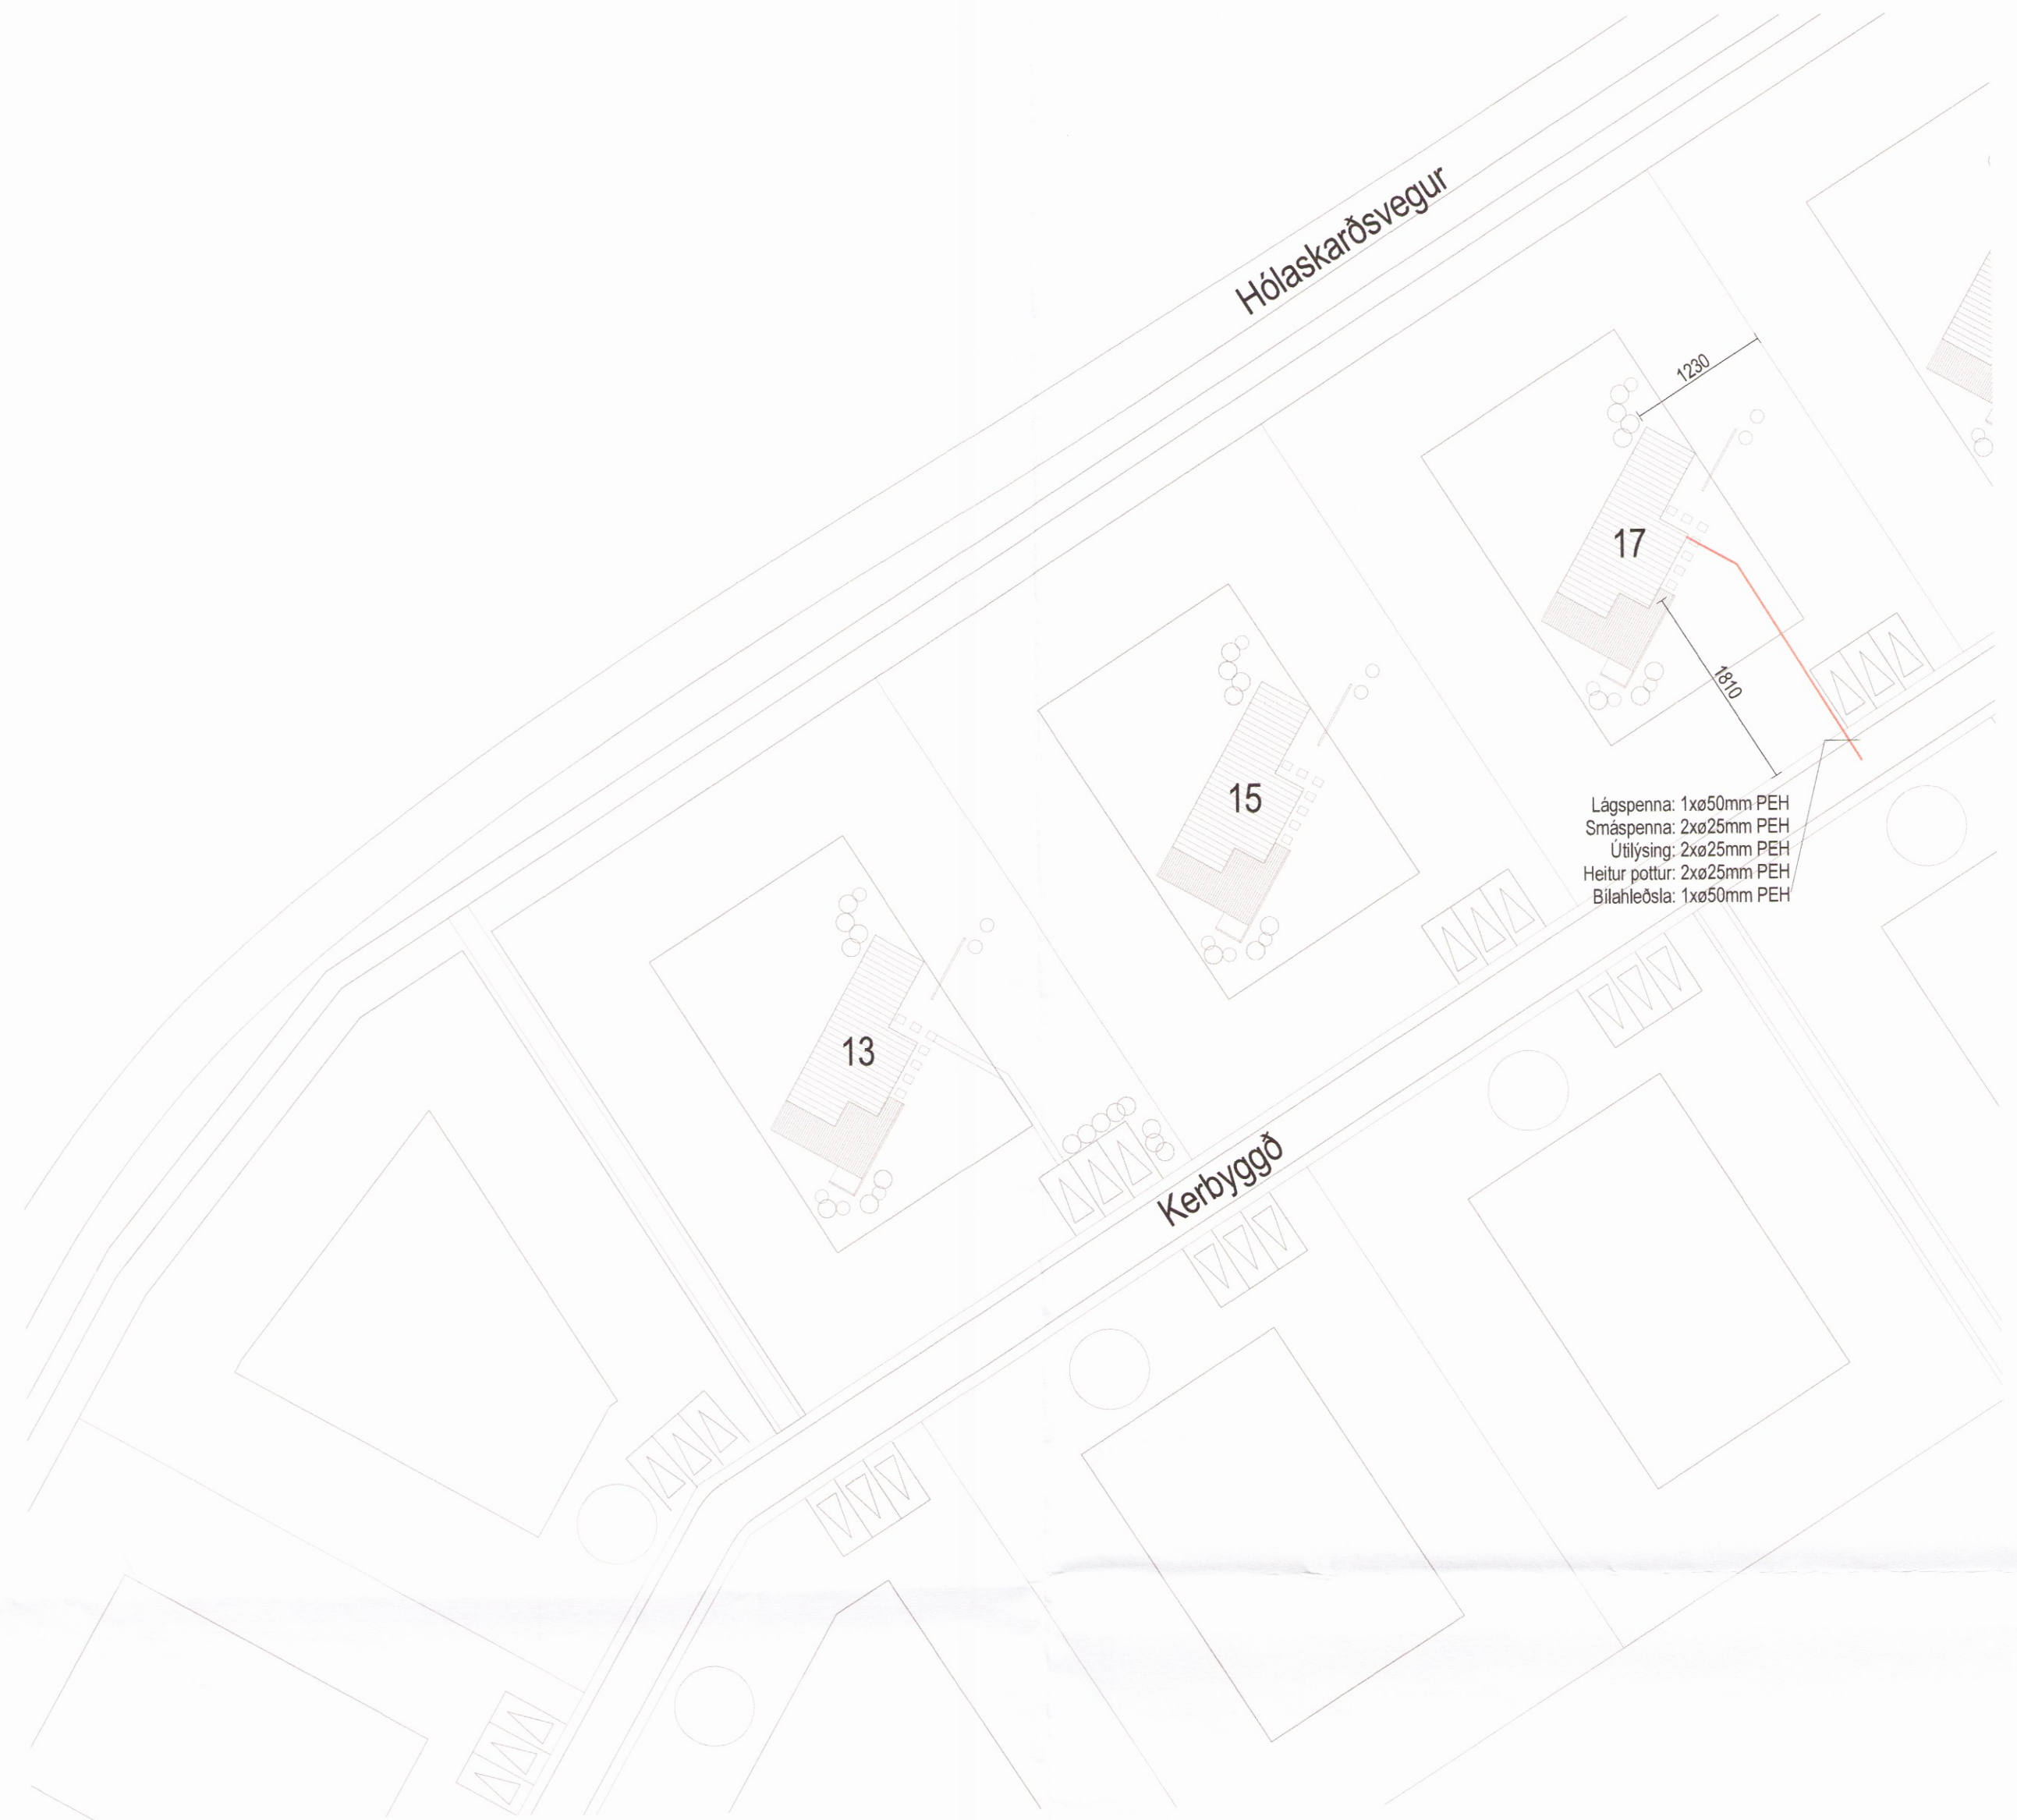 Hólaskarðsvegur
1230
17
1810
15
Lágspenna: 1xø50mm PEH
Smáspenna: 2xø25mm PEH
Útilýsing: 2xø25mm PEH
Heitur pottur: 2xø25mm PEH
Bílahleðsla: 1xø50mm PEH
13
Kerbyggð